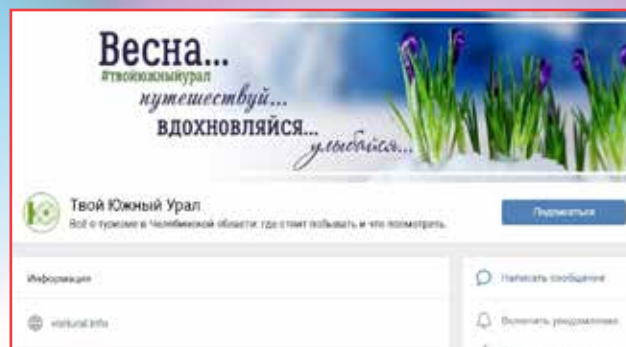 Весна...
#твойюжныйурал
путешествуй...
ВДОХНОВЛЯЙСЯ...
улыбайся...
Твой Южный Урал
Всё о туризме в Челябинской области: где стоит побывать и что посмотреть.
Подписаться
Информация
Написать сообщение
visitural.info
Включить уведомления